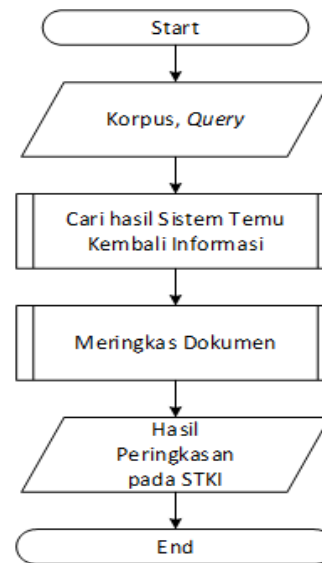 Start
Korpus, Query
Cari hasil Sistem Temu
Kembali Informasi
Meringkas Dokumen
Hasil
Peringkasan
pada STKI
End